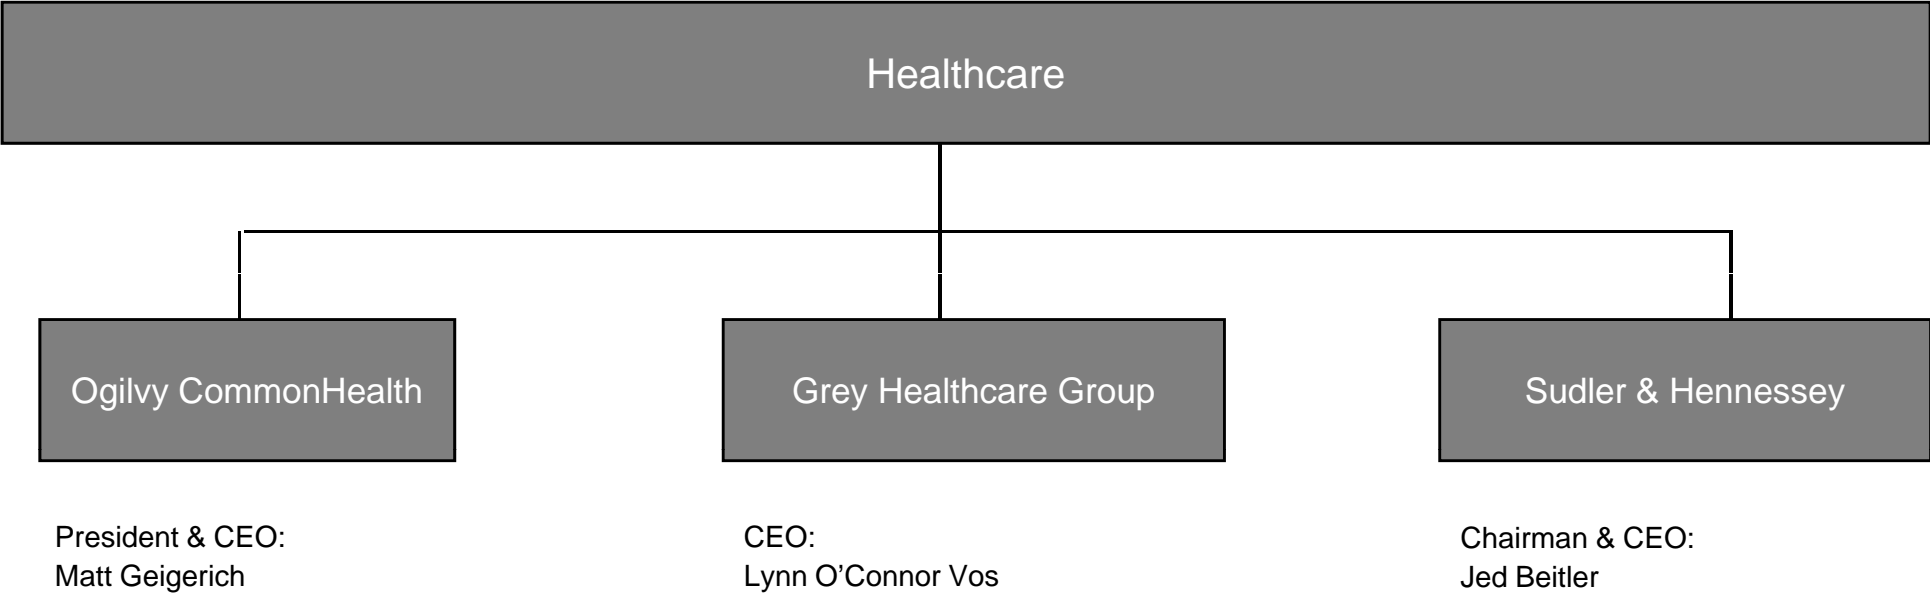 Healthcare
Ogilvy CommonHealth
Grey Healthcare Group
Sudler & Hennessey
President & CEO:
Matt Geigerich
CEO:
Lynn O’Connor Vos
Chairman & CEO:
Jed Beitler